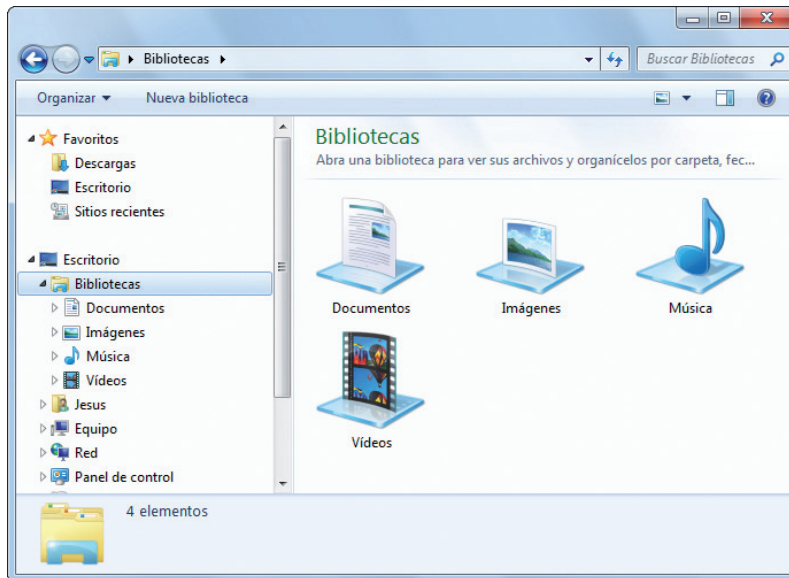 Bibliotecas
Buscar Bibliotecas
Organizar
Nueva biblioteca
Favoritos
Descargas
Escritorio
Sitios recientes
Escritorio
Bibliotecas
Documentos
Imágenes
Música
Vídeos
Jesus
Equipo
Red
Panel de control
Bibliotecas
Abra una biblioteca para ver sus archivos y organícelos por carpeta, fec...
Documentos
Imágenes
Música
Vídeos
4 elementos